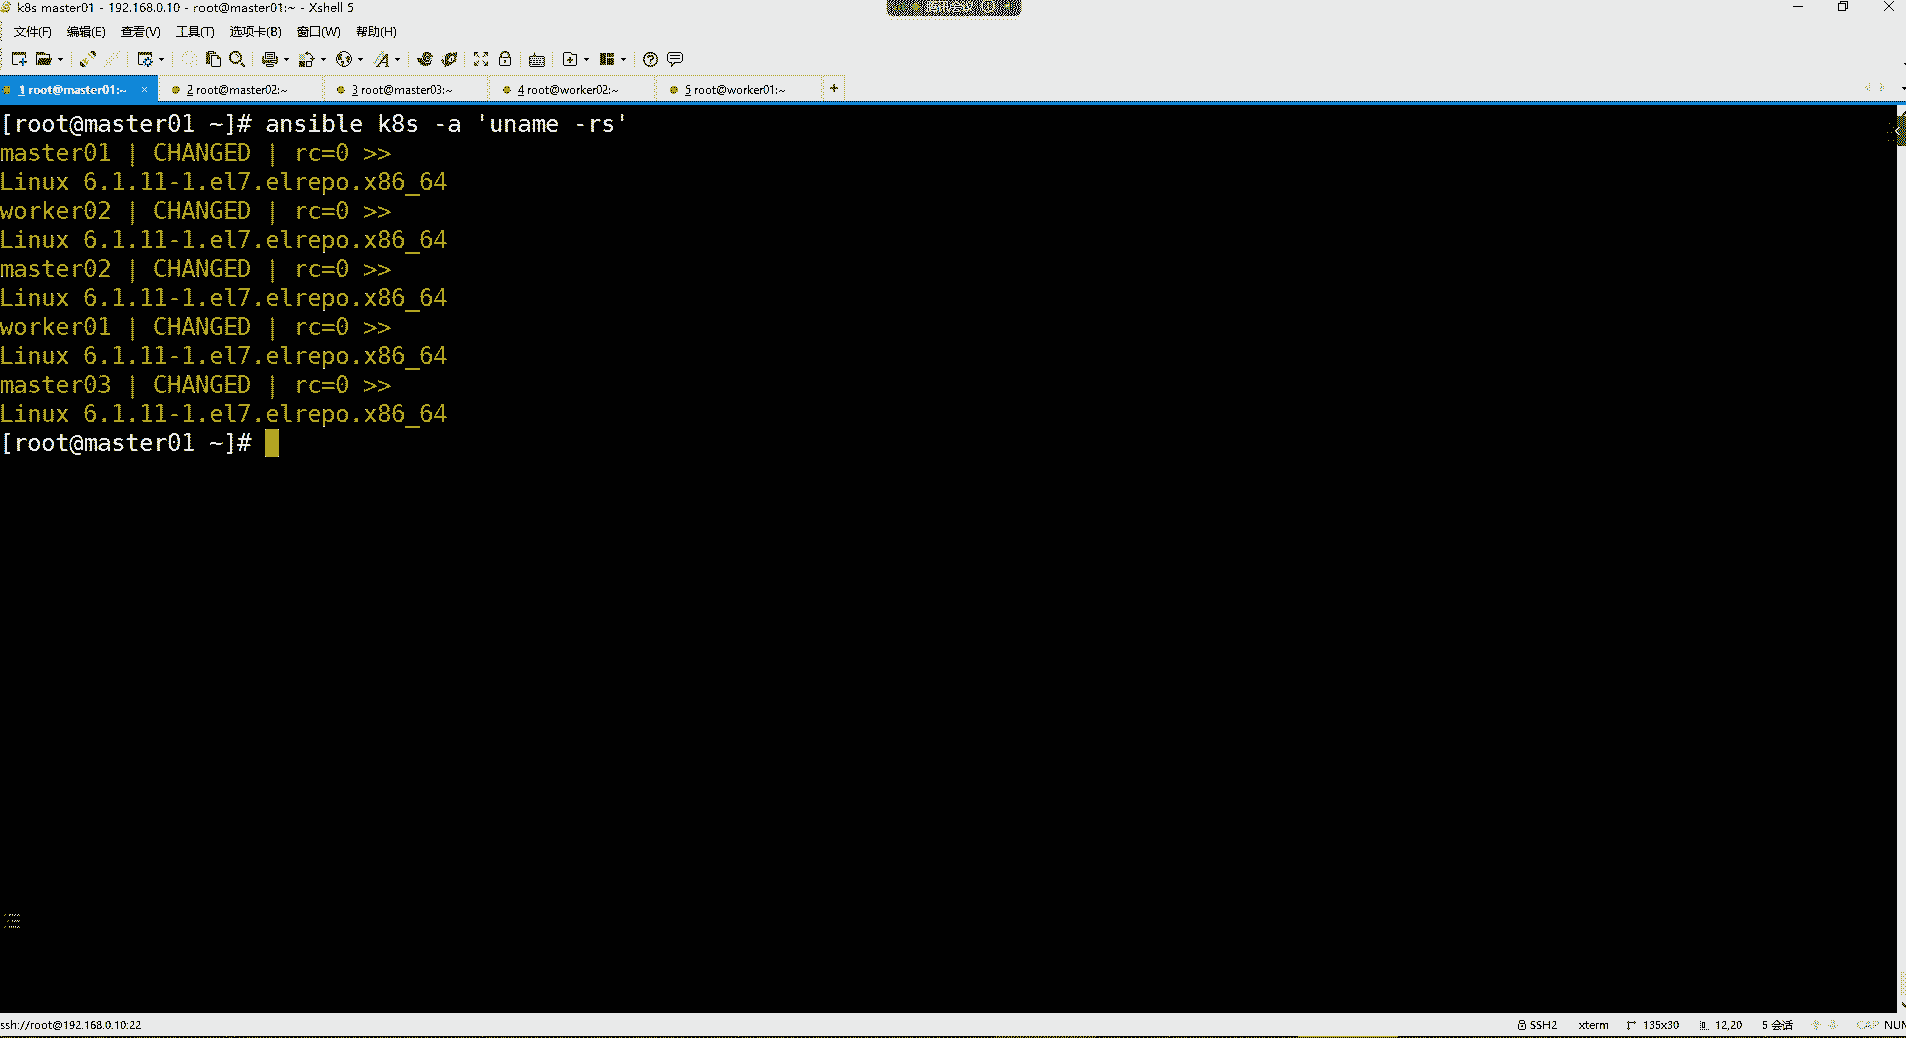 k8s master01 - 192.168.0.10 - root@master01:~ - Xshell 5
腾讯会议
文件(F) 编辑(E) 查看(V) 工具(T) 选项卡(B) 窗口(W) 帮助(H)
1 root@master01:~ × 2 root@master02:~ 3 root@master03:~ 4 root@worker02:~ 5 root@worker01:~ +
[root@master01 ~]# ansible k8s -a 'uname -rs'
master01 | CHANGED | rc=0 >>
Linux 6.1.11-1.el7.elrepo.x86_64
worker02 | CHANGED | rc=0 >>
Linux 6.1.11-1.el7.elrepo.x86_64
master02 | CHANGED | rc=0 >>
Linux 6.1.11-1.el7.elrepo.x86_64
worker01 | CHANGED | rc=0 >>
Linux 6.1.11-1.el7.elrepo.x86_64
master03 | CHANGED | rc=0 >>
Linux 6.1.11-1.el7.elrepo.x86_64
[root@master01 ~]#
ssh://root@192.168.0.10:22 SSH2 xterm 135x30 12,20 5 会话 CAP NUM